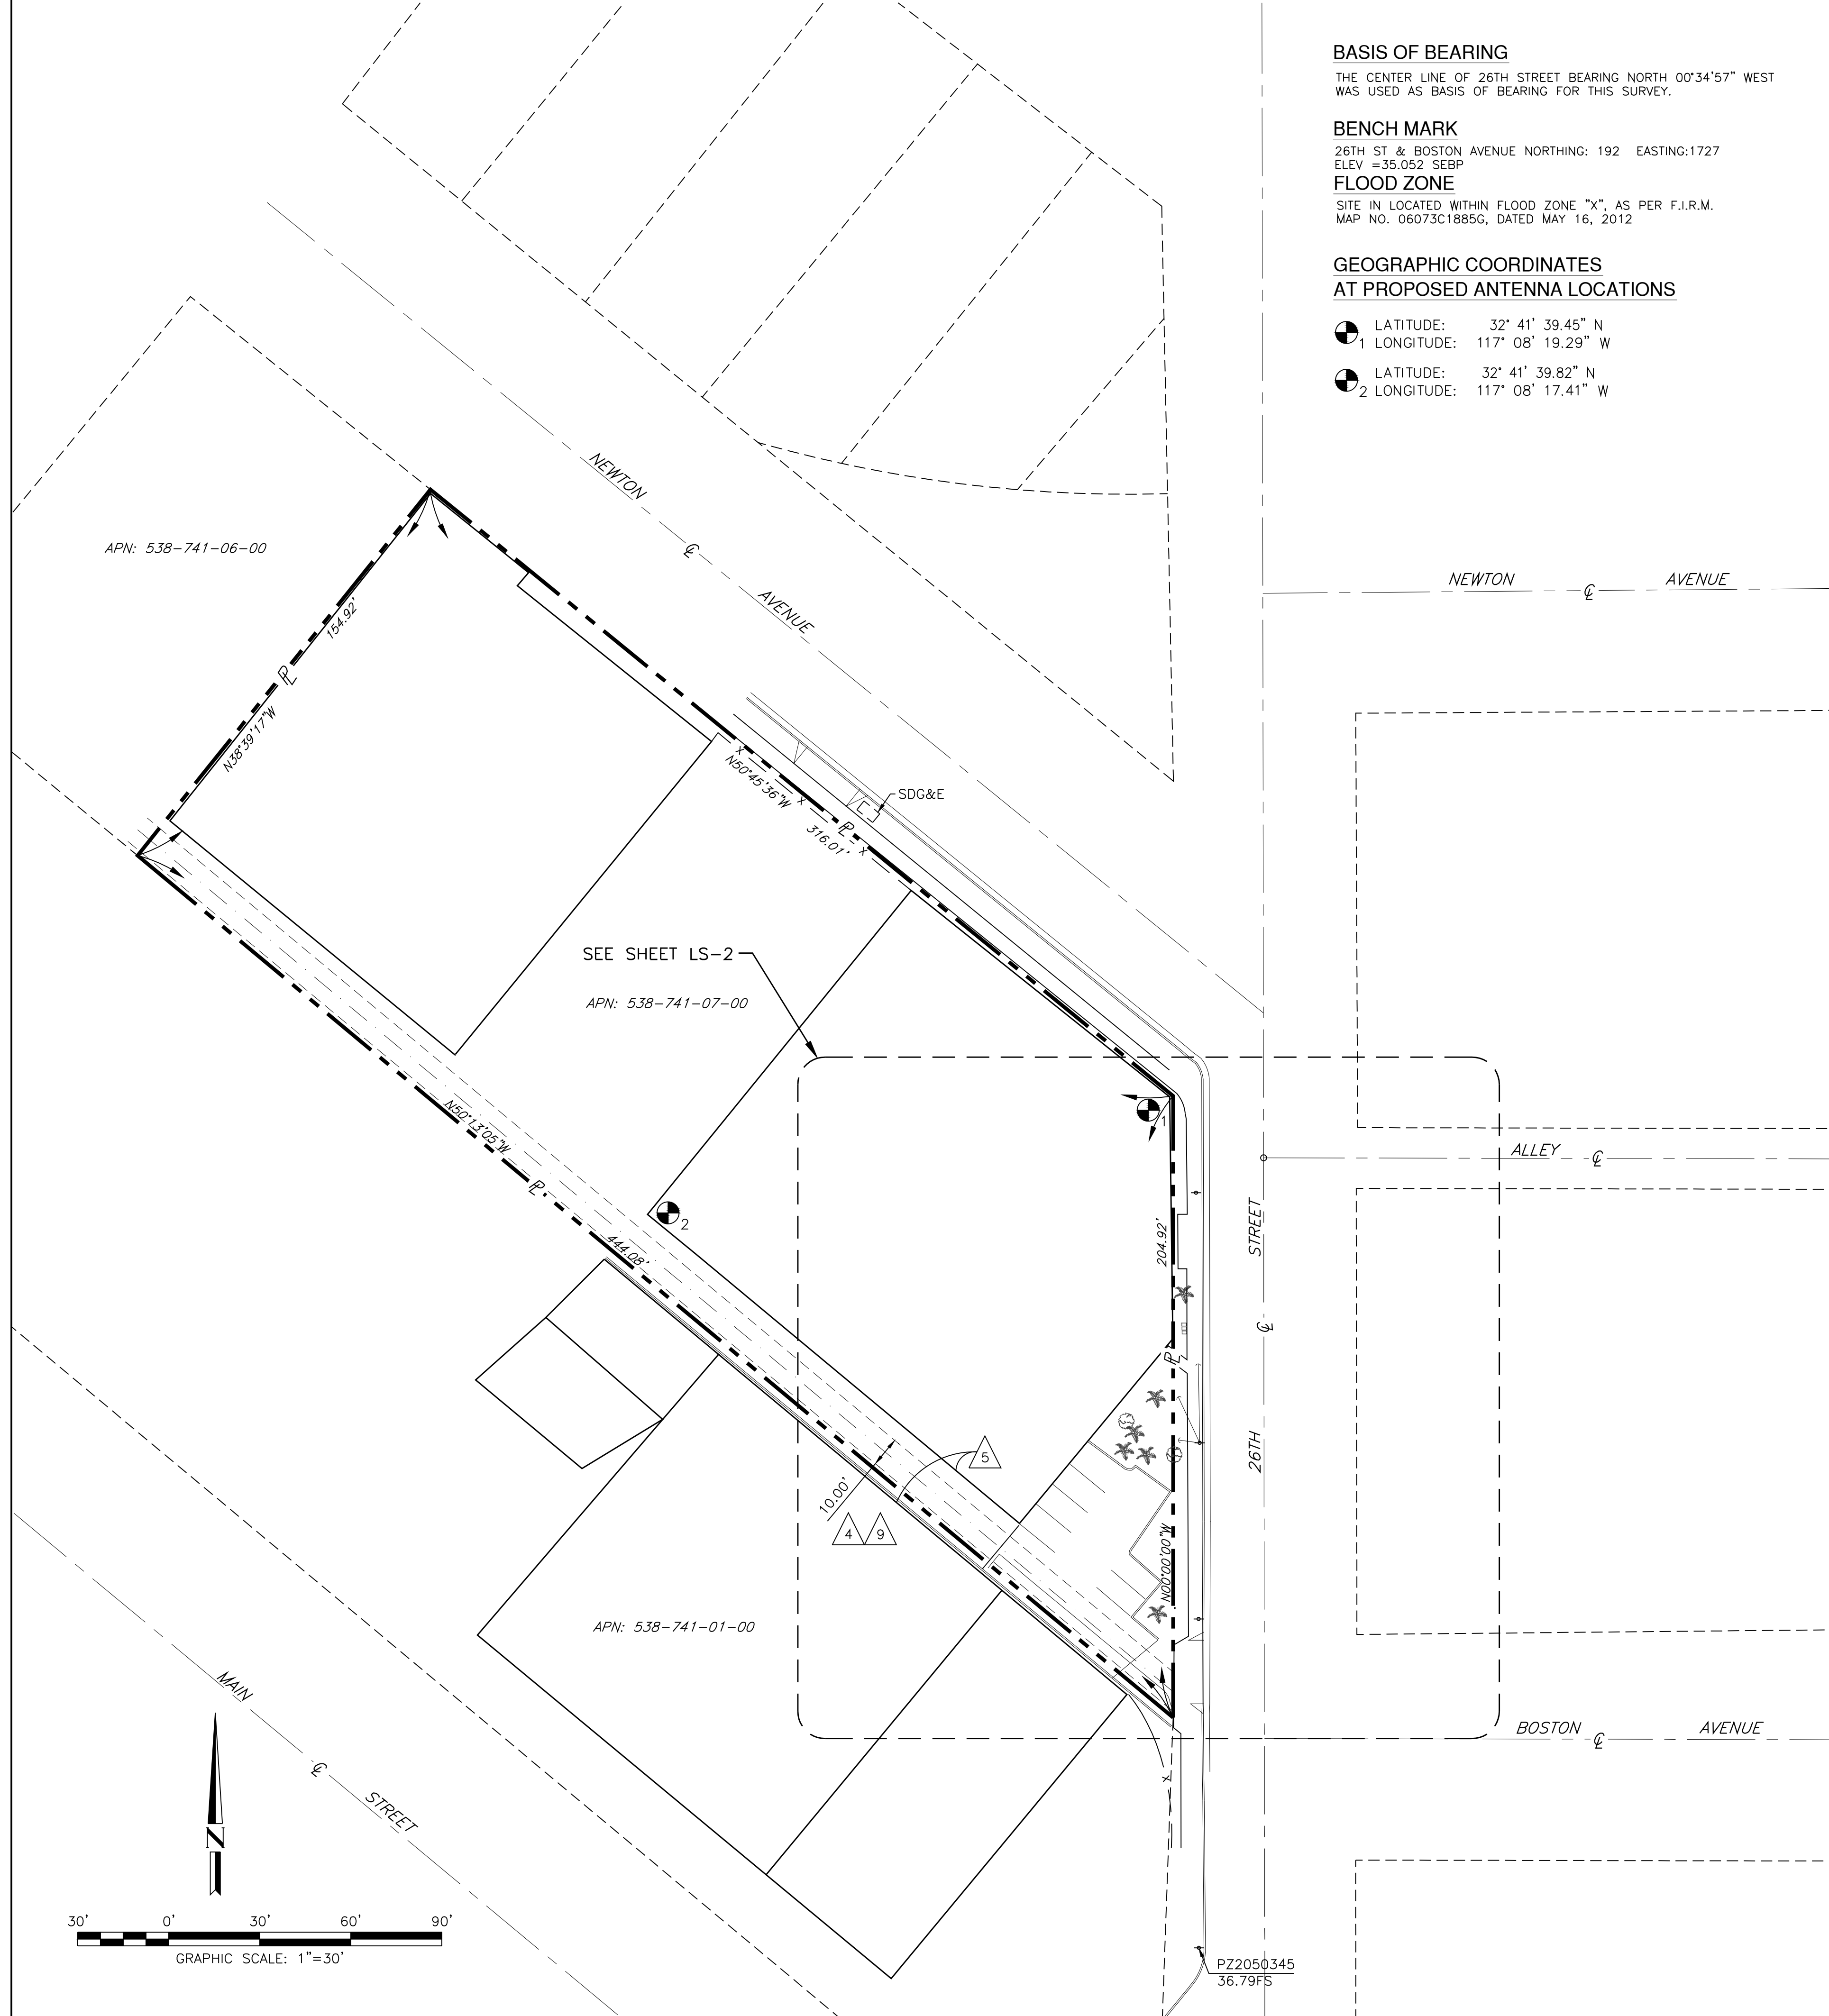 BASIS OF BEARING
THE CENTER LINE OF 26TH STREET BEARING NORTH 00°34'57" WEST
WAS USED AS BASIS OF BEARING FOR THIS SURVEY.
BENCH MARK
26TH ST & BOSTON AVENUE NORTHING: 192 EASTING:1727
ELEV =35.052 SEBP
FLOOD ZONE
SITE IN LOCATED WITHIN FLOOD ZONE "X", AS PER F.I.R.M.
MAP NO. 06073C1885G, DATED MAY 16, 2012
GEOGRAPHIC COORDINATES
AT PROPOSED ANTENNA LOCATIONS
LATITUDE: 32° 41' 39.45" N
1 LONGITUDE: 117° 08' 19.29" W
LATITUDE: 32° 41' 39.82" N
2 LONGITUDE: 117° 08' 17.41" W
NEWTON
℄
AVENUE
NEWTON ℄ AVENUE
APN: 538-741-06-00
154.92'
PL
N38°39'17"W
x
N50°45'36"W
x
316.01'
PL
x
SDG&E
SEE SHEET LS-2
APN: 538-741-07-00
N50°13'05"W
PL
444.08'
1
2
ALLEY ℄
STREET
204.92'
℄
PL
26TH
N00°00'00"W
5
10.00'
4 9
APN: 538-741-01-00
MAIN
℄
STREET
BOSTON ℄ AVENUE
x
N
30' 0' 30' 60' 90'
GRAPHIC SCALE: 1"=30'
PZ2050345
36.79FS